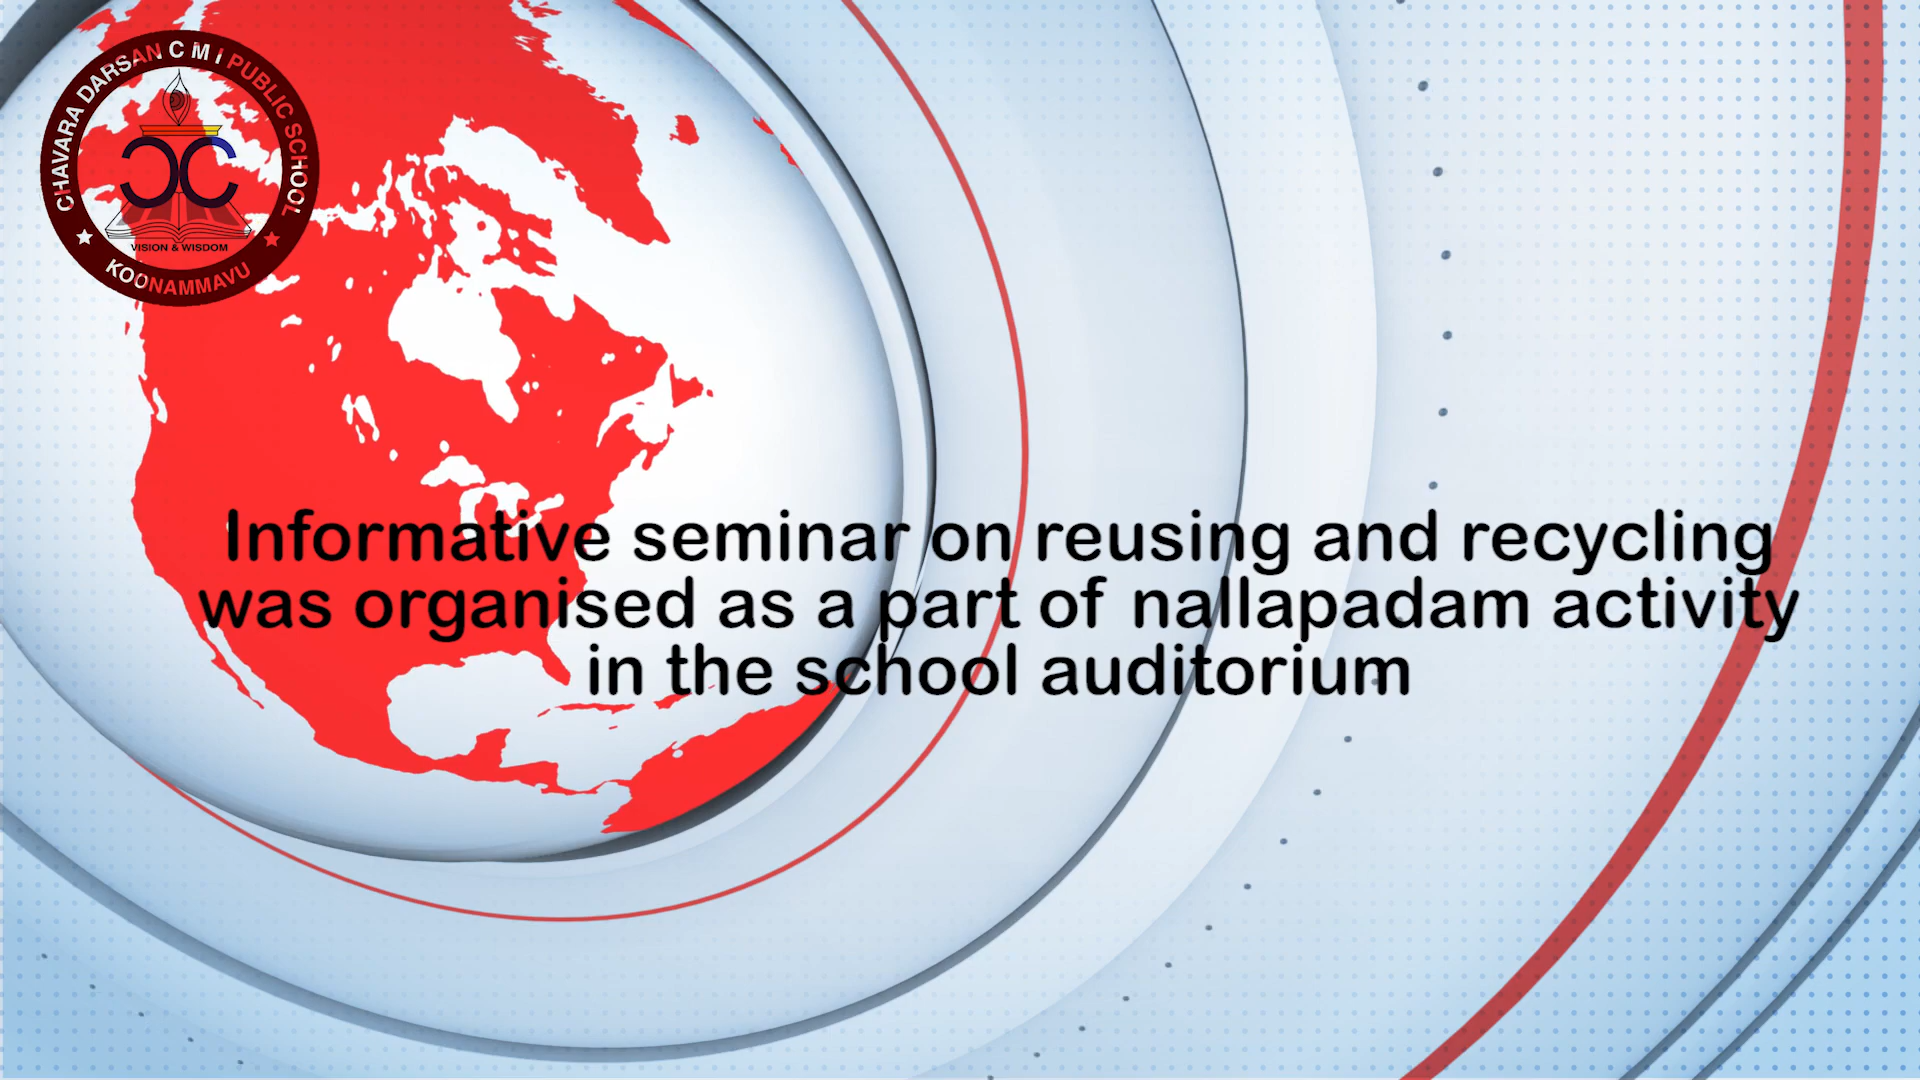 CHAVARA DARSAN C M I PUBLIC SCHOOL
VISION & WISDOM
KOONAMMAVU
Informative seminar on reusing and recycling
was organised as a part of nallapadam activity
in the school auditorium